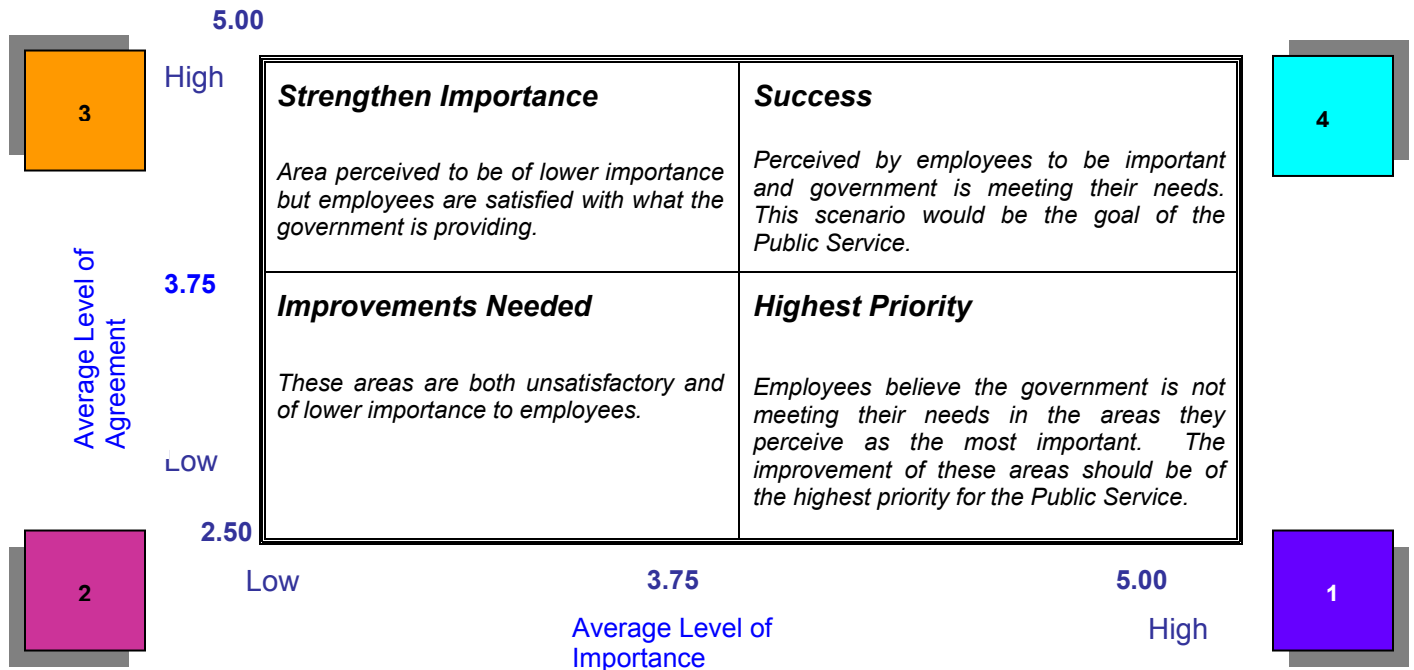 5.00
High
3
4
Strengthen Importance
Area perceived to be of lower importance
but employees are satisfied with what the
government is providing.
Success
Perceived by employees to be important
and government is meeting their needs.
This scenario would be the goal of the
Public Service.
Average Level of
Agreement
3.75
Improvements Needed
These areas are both unsatisfactory and
of lower importance to employees.
Highest Priority
Employees believe the government is not
meeting their needs in the areas they
perceive as the most important. The
improvement of these areas should be of
the highest priority for the Public Service.
Low
2.50
2
1
Low
3.75
5.00
Average Level of
Importance
High